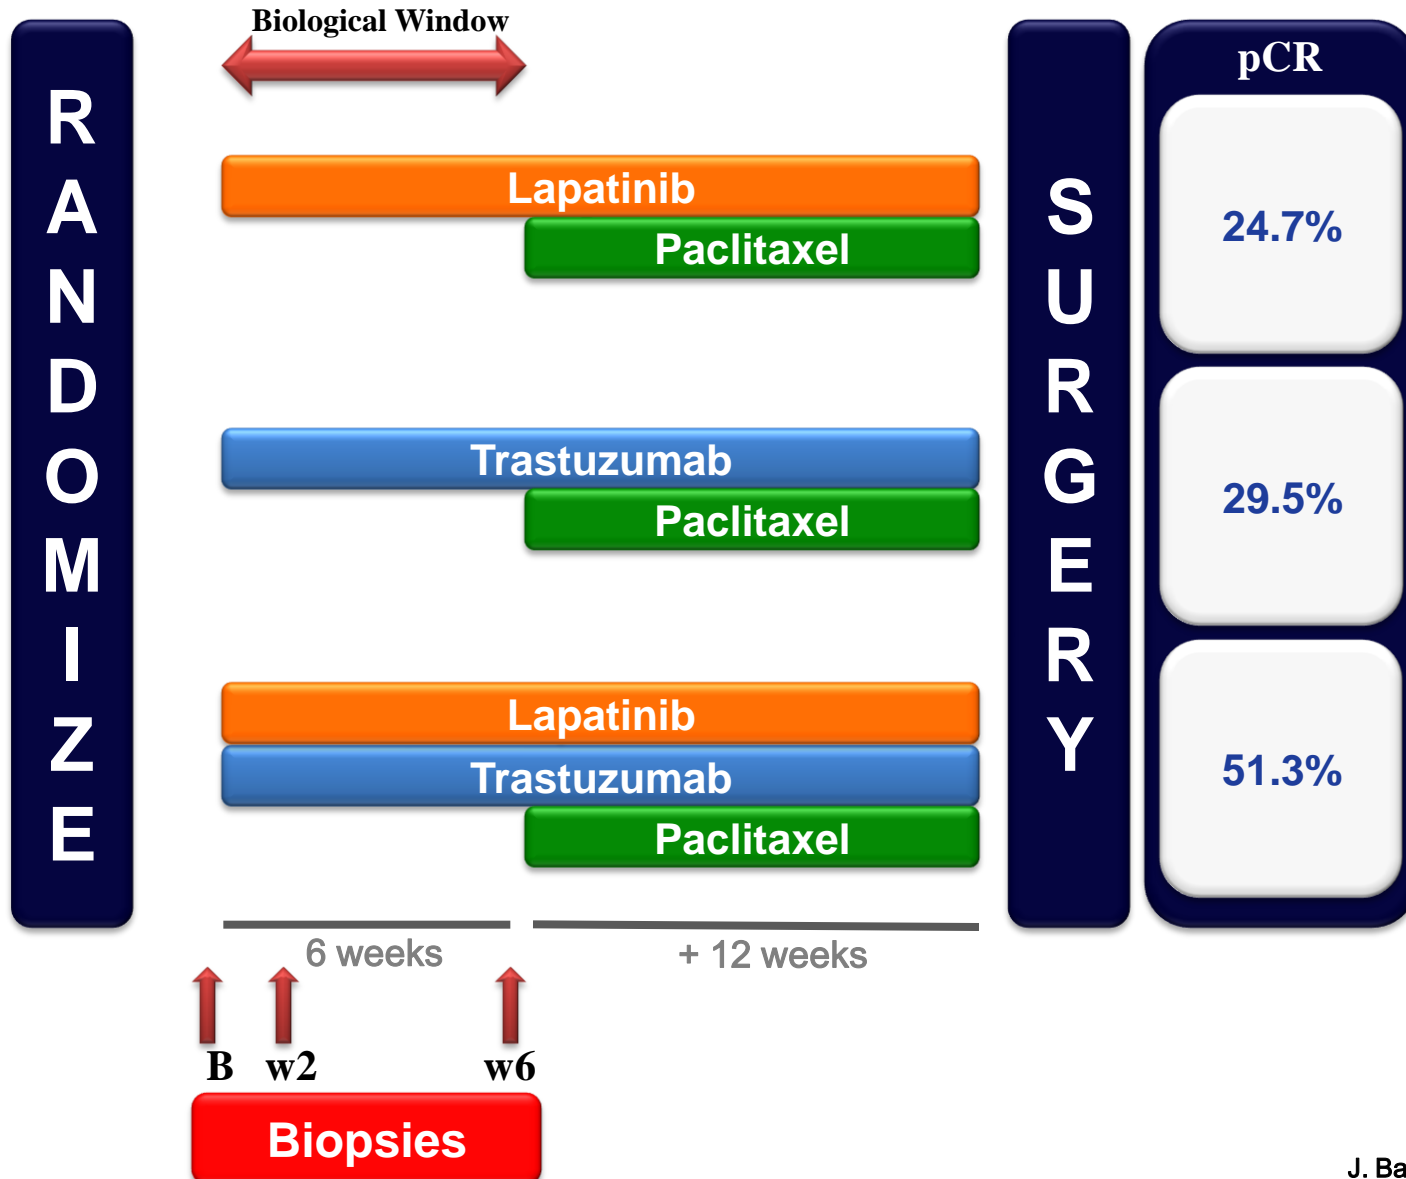 Biological Window
RANDOMIZE
Lapatinib
Paclitaxel
Trastuzumab
Paclitaxel
Lapatinib
Trastuzumab
Paclitaxel
6 weeks
+ 12 weeks
B w2 w6
Biopsies
SURGERY
pCR
24.7%
29.5%
51.3%
J. Ba